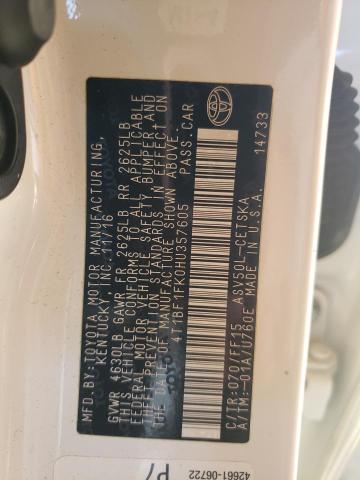 MFD.BY:TOYOTA MOTOR MANUFACTURING,
KENTUCKY, INC. 11/16
GVWR 4630LB GAWR FR 2625LB RR 2625LB
THIS VEHICLE CONFORMS TO ALL APPLICABLE
FEDERAL MOTOR VEHICLE SAFETY, BUMPER, AND
THEFT PREVENTION STANDARDS IN EFFECT ON THE
DATE OF MANUFACTURE SHOWN ABOVE.
4T1BF1FK0HU357605 PASS.CAR
C/TR:070/FF15 ASV50L-CETSKA
A/TM:-01A/U760E MADE IN U.S.A.
14733
42661-06722